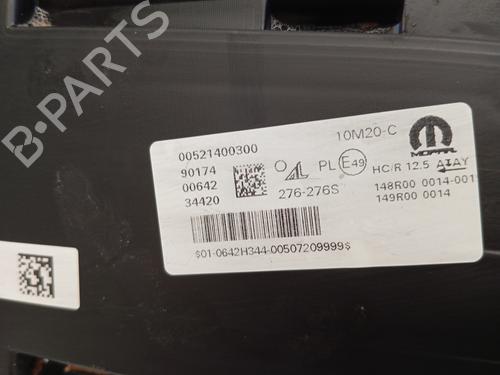 B-PARTS
10M20-C
MOPAR
00521400300
90174
00642
34420
PL E49
276-276S
HC/R 12.5 A⊥AY
148R00 0014-001
149R00 0014
$01-0642H344-00507209999$